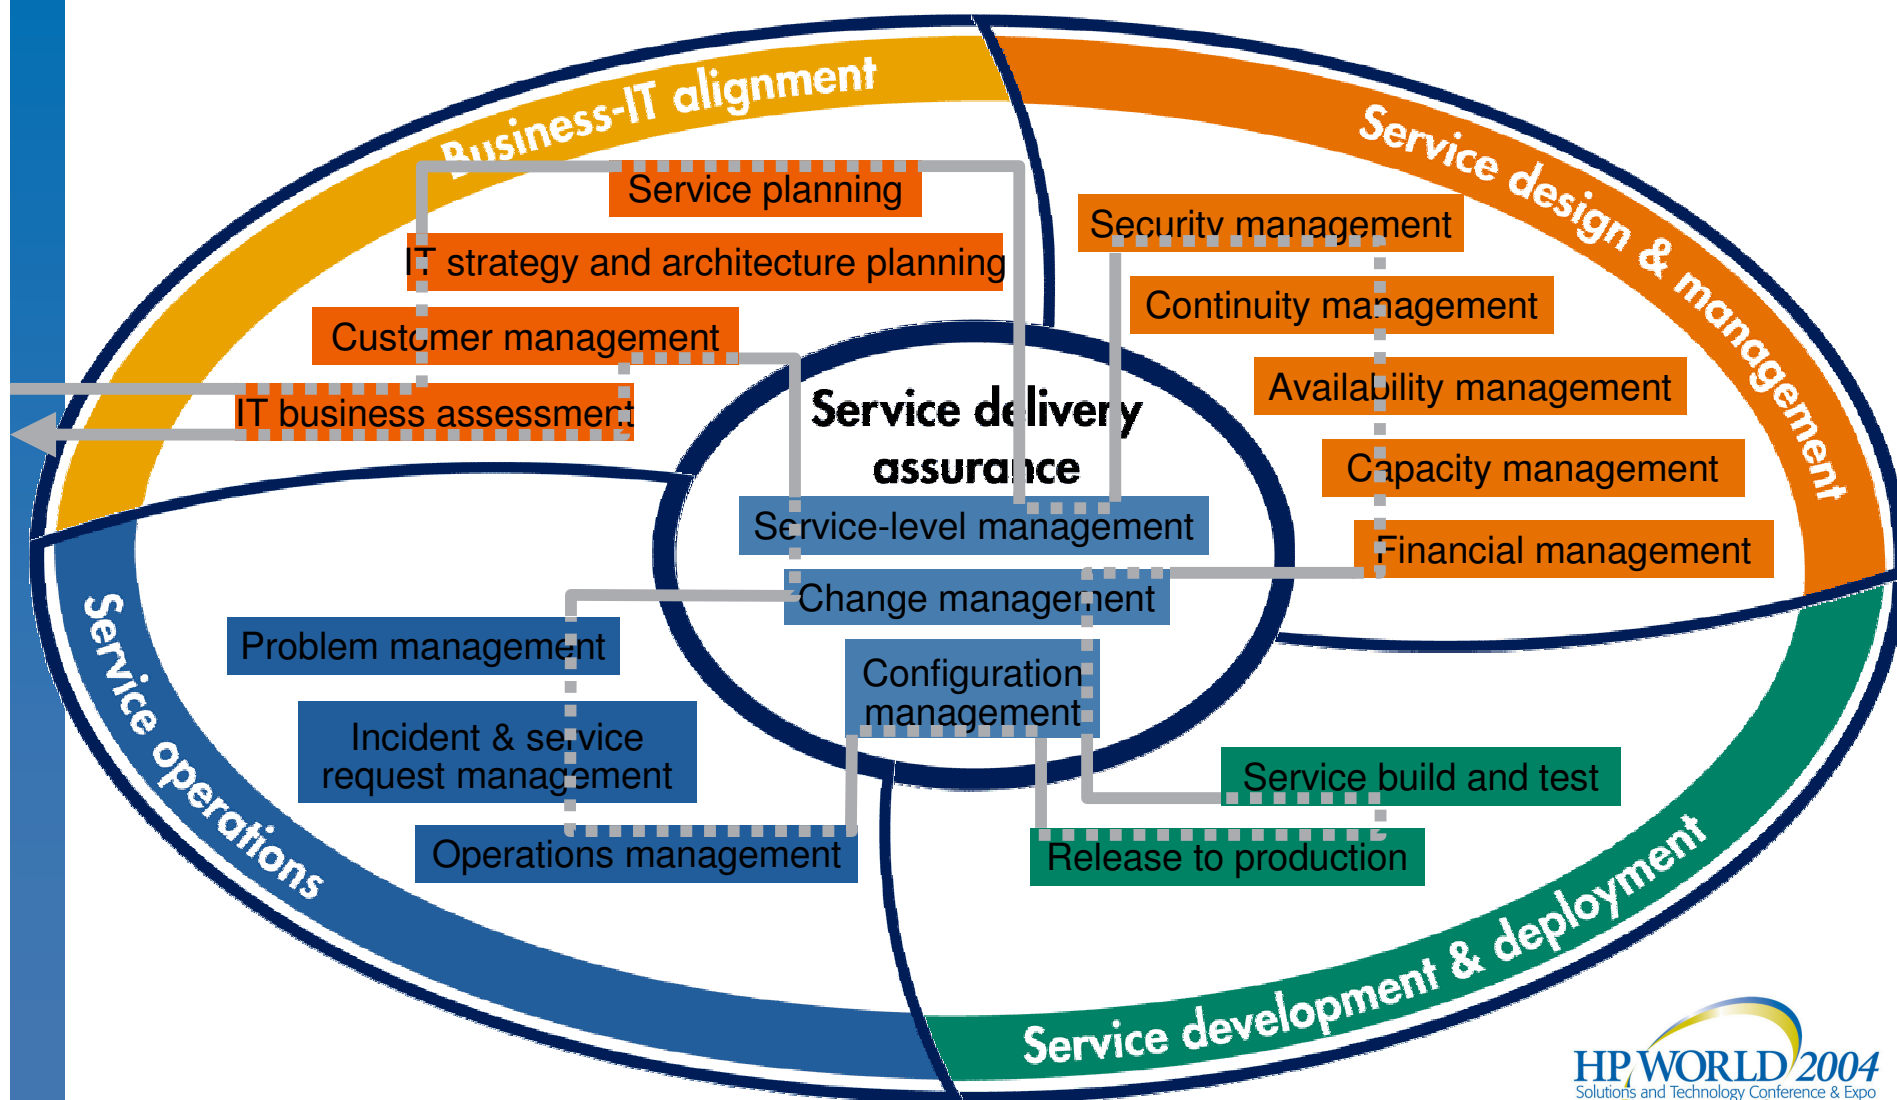 Business-IT alignment
Service design & management
Service planning
IT strategy and architecture planning
Customer management
IT business assessment
Security management
Continuity management
Availability management
Capacity management
Financial management
Service delivery
assurance
Service-level management
Change management
Configuration
management
Service operations
Problem management
Incident & service
request management
Operations management
Service build and test
Release to production
Service development & deployment
HP WORLD 2004
Solutions and Technology Conference & Expo